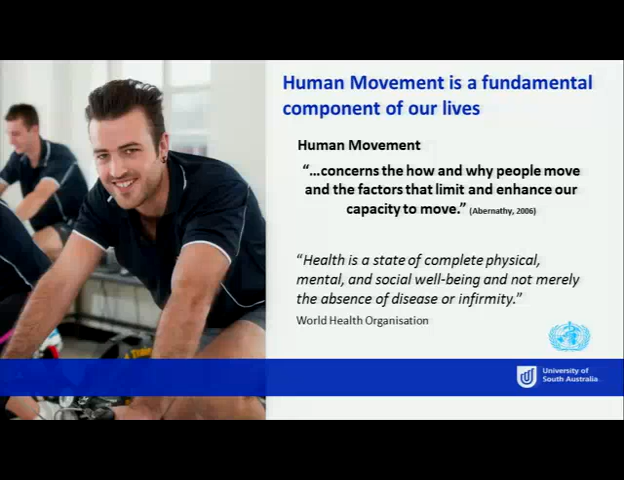 Human Movement is a fundamental
component of our lives
Human Movement
“...concerns the how and why people move
and the factors that limit and enhance our
capacity to move.” (Abernathy, 2006)
“Health is a state of complete physical,
mental, and social well-being and not merely
the absence of disease or infirmity.”
World Health Organisation
University of
South Australia